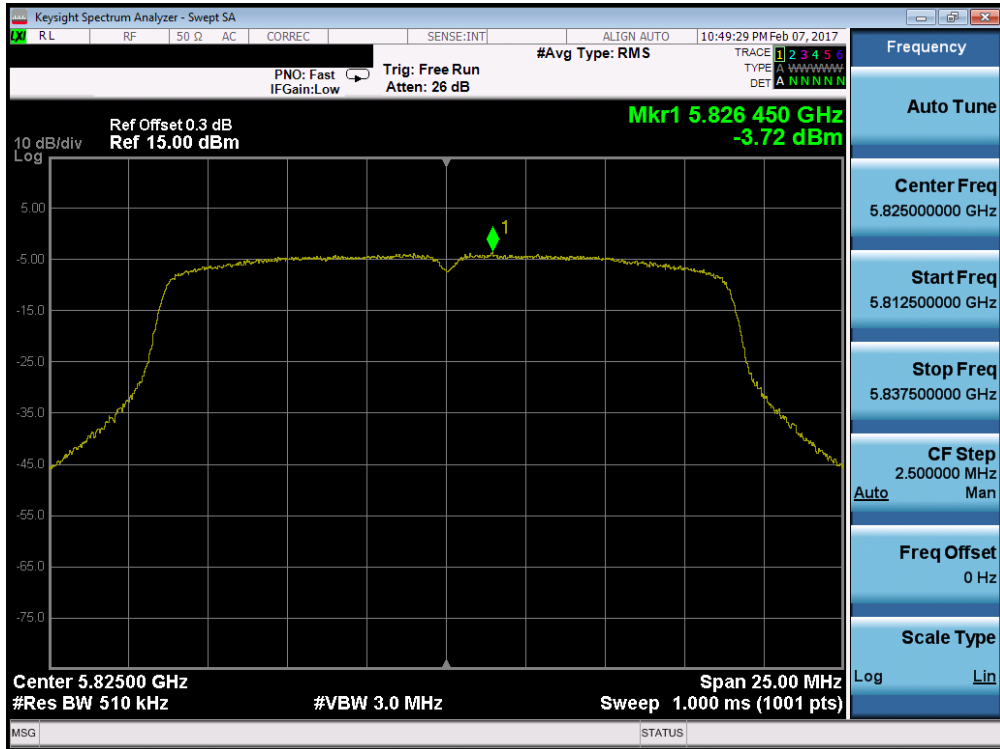 Keysight Spectrum Analyzer - Swept SA
LXI RL RF 50 Ω AC CORREC SENSE:INT ALIGN AUTO 10:49:29 PM Feb 07, 2017
PNO: Fast
IFGain:Low
Trig: Free Run
Atten: 26 dB
#Avg Type: RMS
TRACE 1 2 3 4 5 6
TYPE A WWWWW
DET A N N N N N
Mkr1 5.826 450 GHz
-3.72 dBm
Ref Offset 0.3 dB
10 dB/div Ref 15.00 dBm
Log
1
5.00
-5.00
-15.0
-25.0
-35.0
-45.0
-55.0
-65.0
-75.0
Center 5.82500 GHz Span 25.00 MHz
#Res BW 510 kHz #VBW 3.0 MHz Sweep 1.000 ms (1001 pts)
MSG STATUS
Frequency
Auto Tune
Center Freq
5.825000000 GHz
Start Freq
5.812500000 GHz
Stop Freq
5.837500000 GHz
CF Step
2.500000 MHz
Auto Man
Freq Offset
0 Hz
Scale Type
Log Lin